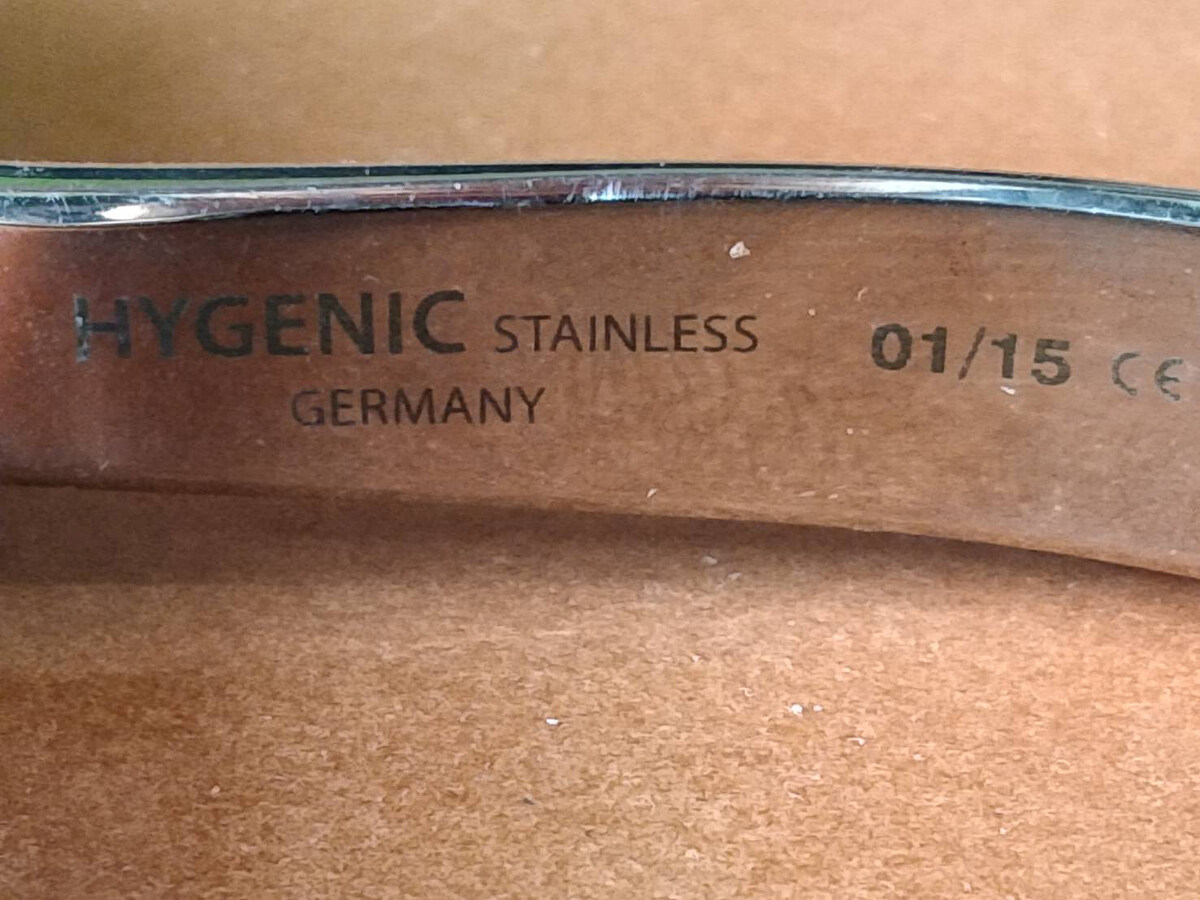 HYGENIC STAINLESS 01/15 CE
GERMANY